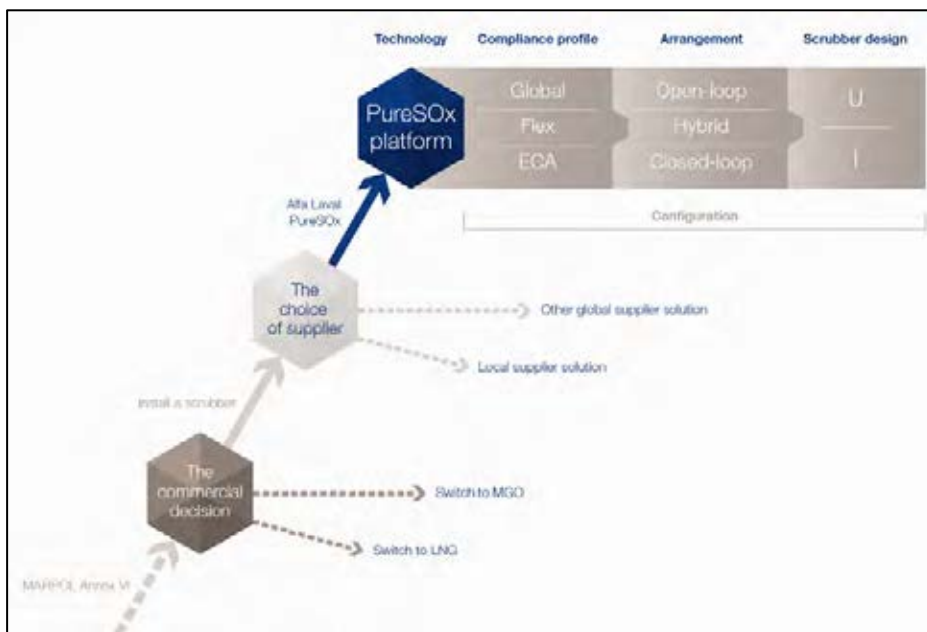 Technology Compliance profile Arrangement Scrubber design
PureSOx
platform
Global
Flex
ECA
Open-loop
Hybrid
Closed-loop
U
I
Configuration
Alfa Laval
PureSOx
The
choice
of supplier
Other global supplier solution
Local supplier solution
Install a scrubber
The
commercial
decision
Switch to MGO
Switch to LNG
MARPOL Annex VI